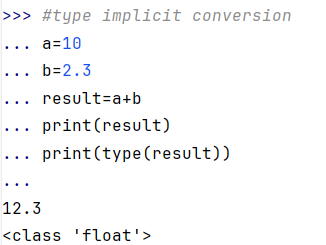 >>> #type implicit conversion
... a=10
... b=2.3
... result=a+b
... print(result)
... print(type(result))
...
12.3
<class 'float'>